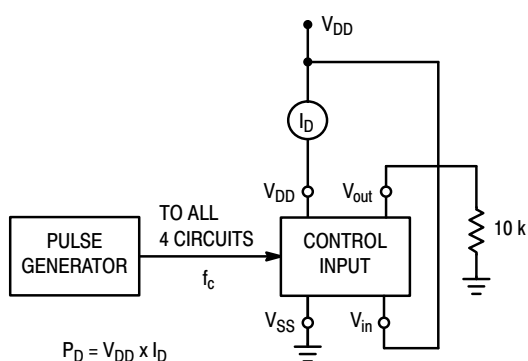 V_DD
I_D
V_DD
V_out
TO ALL
4 CIRCUITS
PULSE
GENERATOR
f_c
CONTROL
INPUT
10 k
V_SS
V_in
P_D = V_DD x I_D